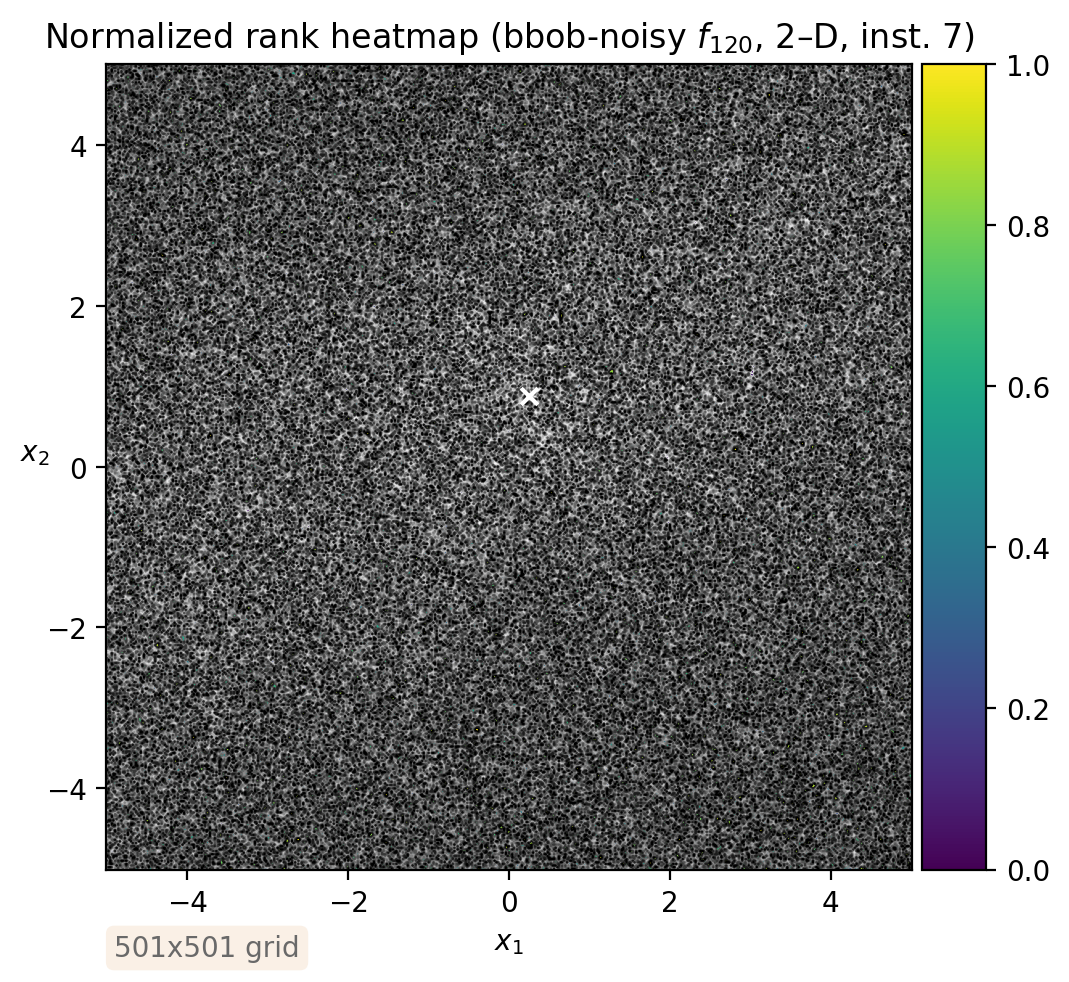 Normalized rank heatmap (bbob-noisy f₁₂₀, 2–D, inst. 7)
1.0
0.8
0.6
0.4
0.2
0.0
4
2
0
−2
−4
x₂
−4 −2 0 2 4
x₁
501x501 grid